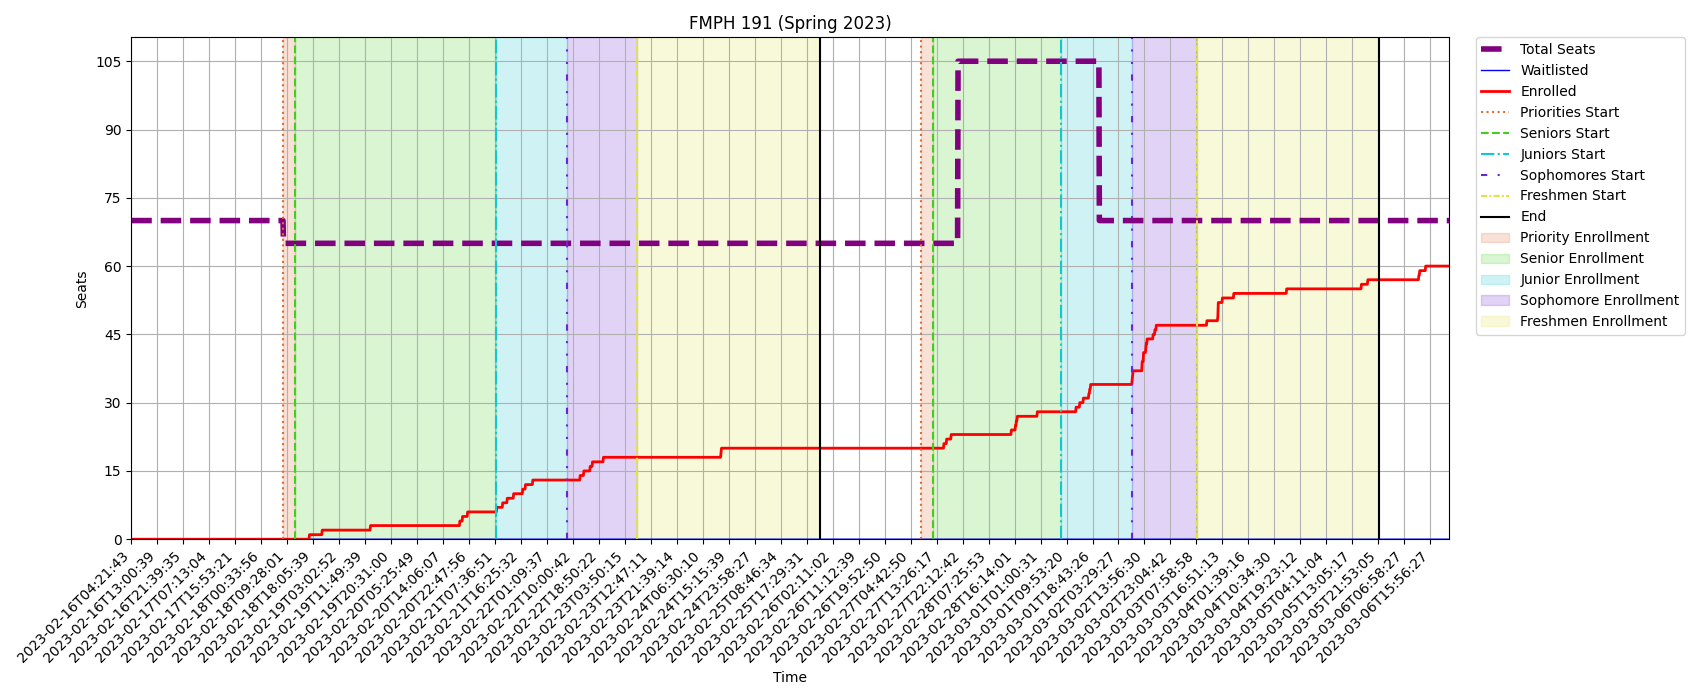 FMPH 191 (Spring 2023)
Seats
105
90
75
60
45
30
15
0
2023-02-16T04:21:43
2023-02-16T13:00:39
2023-02-16T21:39:35
2023-02-17T07:13:04
2023-02-17T15:53:21
2023-02-18T00:33:56
2023-02-18T09:28:01
2023-02-18T18:05:39
2023-02-19T03:02:52
2023-02-19T11:49:39
2023-02-19T20:31:00
2023-02-20T05:25:49
2023-02-20T14:06:07
2023-02-20T22:47:56
2023-02-21T07:36:51
2023-02-21T16:25:32
2023-02-22T01:09:37
2023-02-22T10:00:42
2023-02-22T18:50:22
2023-02-23T03:50:15
2023-02-23T12:47:11
2023-02-23T21:39:14
2023-02-24T06:30:10
2023-02-24T15:15:39
2023-02-24T23:58:27
2023-02-25T08:46:34
2023-02-25T17:29:31
2023-02-26T02:11:02
2023-02-26T11:12:39
2023-02-26T19:52:50
2023-02-27T04:42:50
2023-02-27T13:26:17
2023-02-27T22:12:42
2023-02-28T07:25:53
2023-02-28T16:14:01
2023-03-01T01:00:31
2023-03-01T09:53:20
2023-03-01T18:43:26
2023-03-02T03:29:27
2023-03-02T13:56:30
2023-03-02T23:04:42
2023-03-03T07:58:58
2023-03-03T16:51:13
2023-03-04T01:39:16
2023-03-04T10:34:30
2023-03-04T19:23:12
2023-03-05T04:11:04
2023-03-05T13:05:17
2023-03-05T21:53:05
2023-03-06T06:58:27
2023-03-06T15:56:27
Time
Total Seats
Waitlisted
Enrolled
Priorities Start
Seniors Start
Juniors Start
Sophomores Start
Freshmen Start
End
Priority Enrollment
Senior Enrollment
Junior Enrollment
Sophomore Enrollment
Freshmen Enrollment